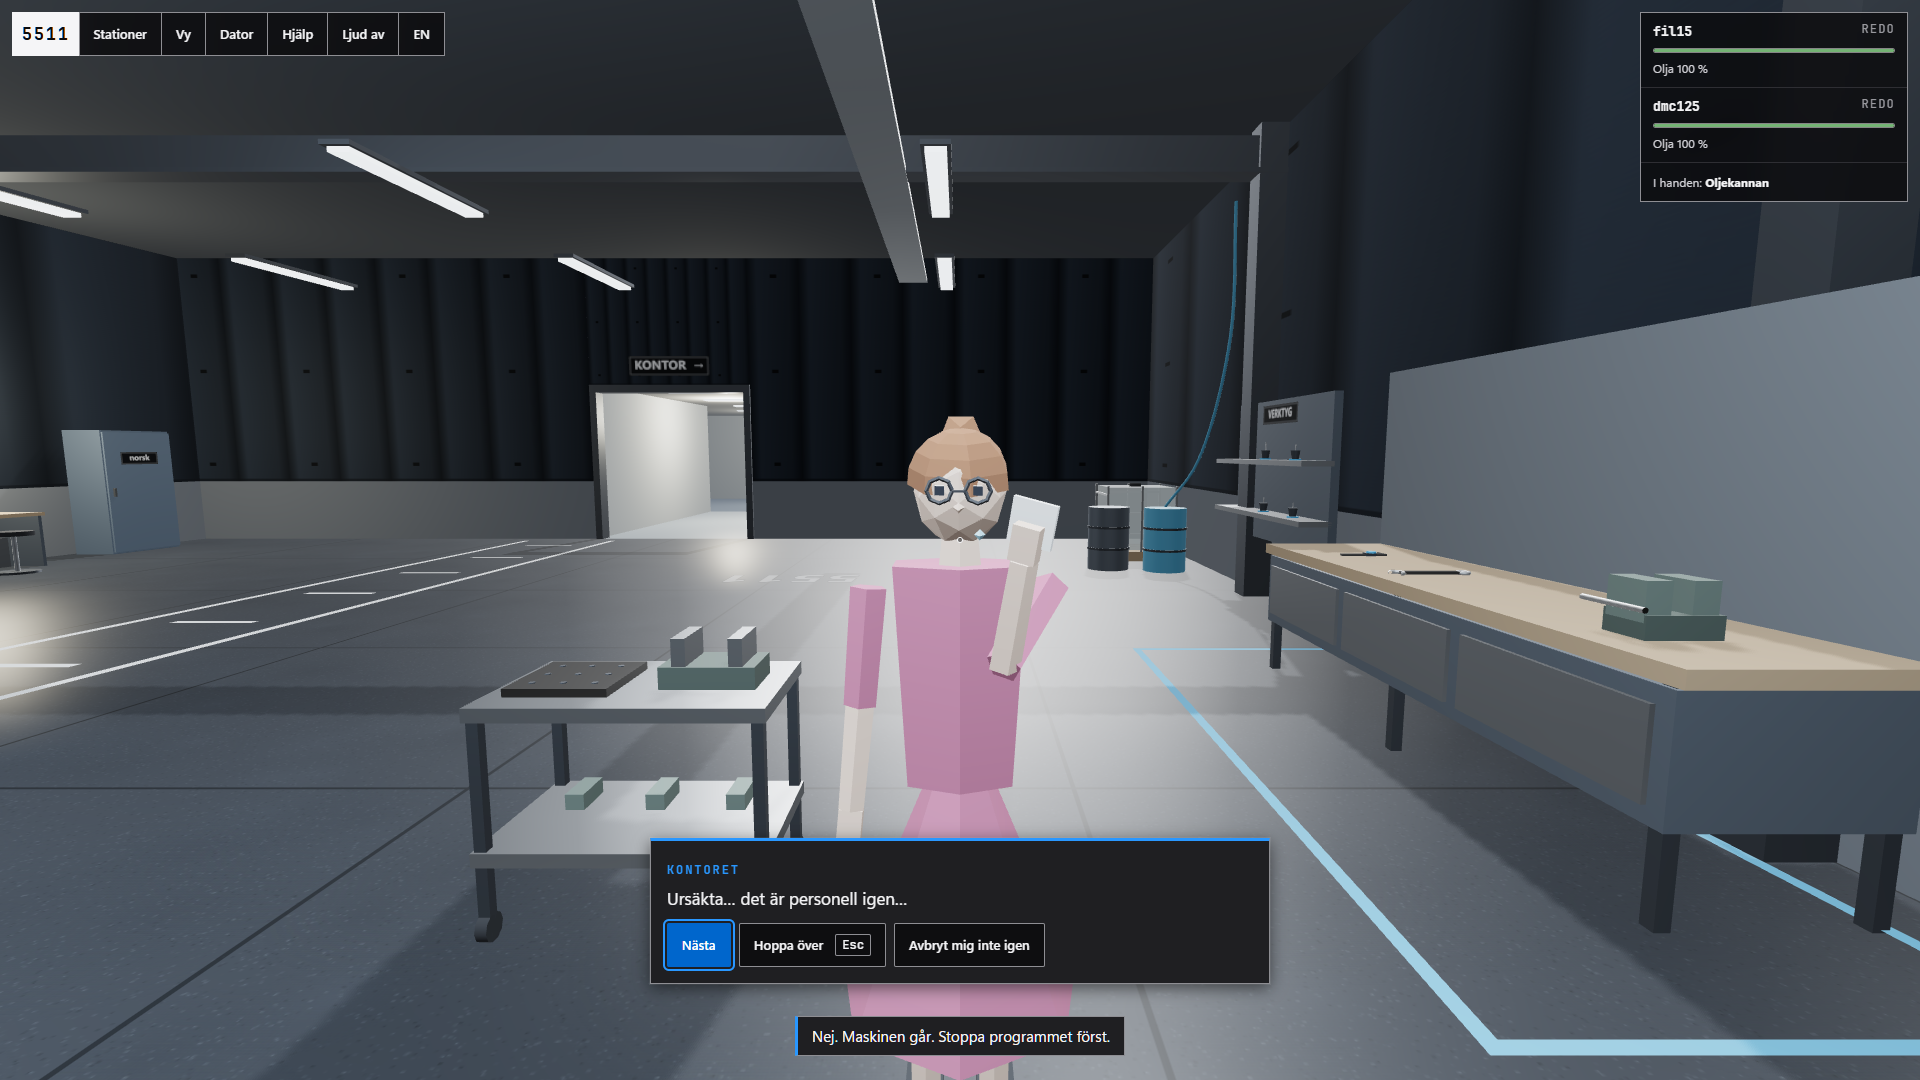 5511 Stationer Vy Dator Hjälp Ljud av EN
fil15 REDO
Olja 100 %
dmc125 REDO
Olja 100 %
I handen: Oljekannan
KONTOR →
VERKTYG
norsk
5511
KONTORET
Ursäkta... det är personell igen...
Nästa Hoppa över Esc Avbryt mig inte igen
Nej. Maskinen går. Stoppa programmet först.